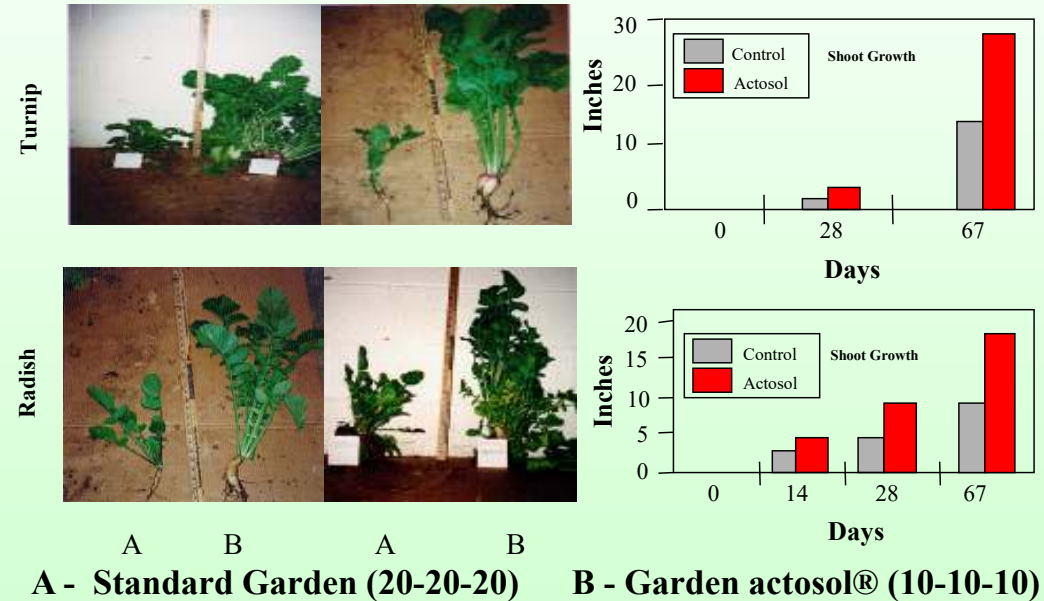 Turnip
30
20
10
0
Inches
Control
Actosol
Shoot Growth
0 28 67
Days
Radish
20
15
10
5
0
Inches
Control
Actosol
Shoot Growth
0 14 28 67
Days
A B A B
A - Standard Garden (20-20-20) B - Garden actosol® (10-10-10)